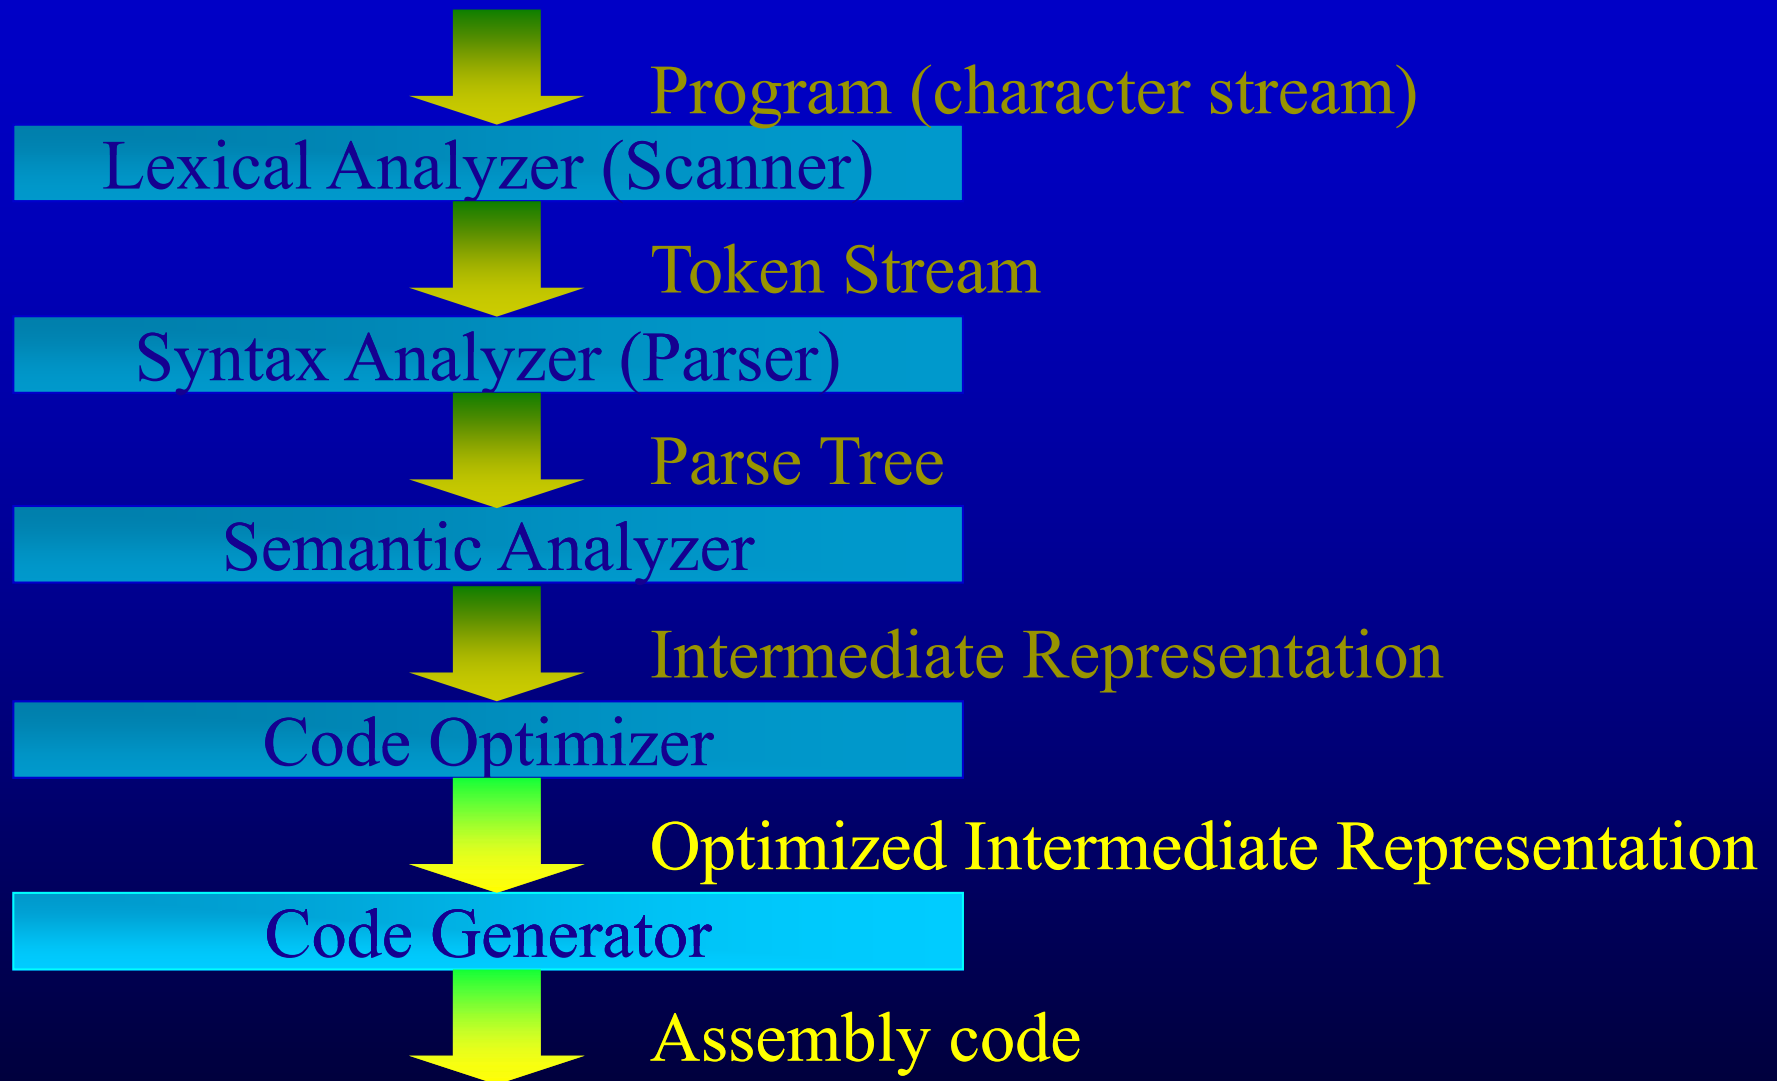 Program (character stream)
Lexical Analyzer (Scanner)
Token Stream
Syntax Analyzer (Parser)
Parse Tree
Semantic Analyzer
Intermediate Representation
Code Optimizer
Optimized Intermediate Representation
Code Generator
Assembly code